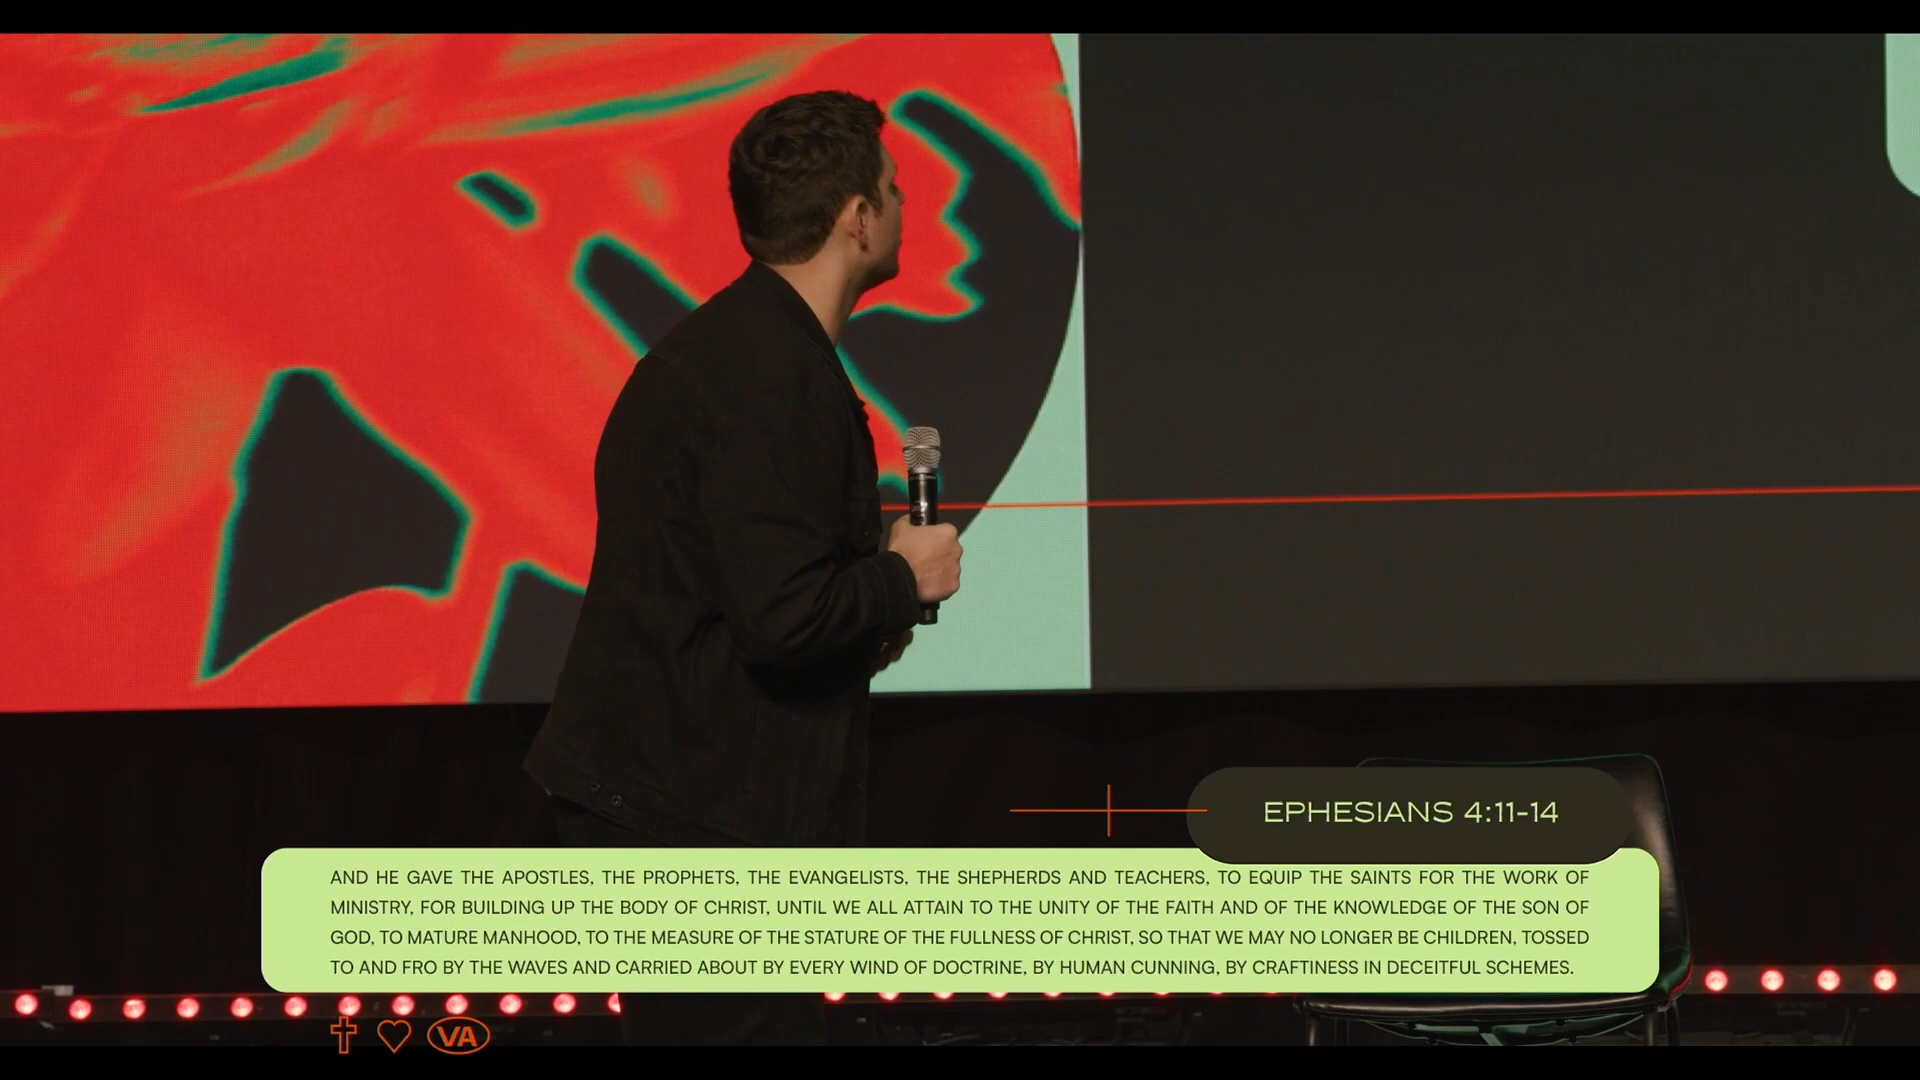 EPHESIANS 4:11-14
AND HE GAVE THE APOSTLES, THE PROPHETS, THE EVANGELISTS, THE SHEPHERDS AND TEACHERS, TO EQUIP THE SAINTS FOR THE WORK OF
MINISTRY, FOR BUILDING UP THE BODY OF CHRIST, UNTIL WE ALL ATTAIN TO THE UNITY OF THE FAITH AND OF THE KNOWLEDGE OF THE SON OF
GOD, TO MATURE MANHOOD, TO THE MEASURE OF THE STATURE OF THE FULLNESS OF CHRIST, SO THAT WE MAY NO LONGER BE CHILDREN, TOSSED
TO AND FRO BY THE WAVES AND CARRIED ABOUT BY EVERY WIND OF DOCTRINE, BY HUMAN CUNNING, BY CRAFTINESS IN DECEITFUL SCHEMES.
VA